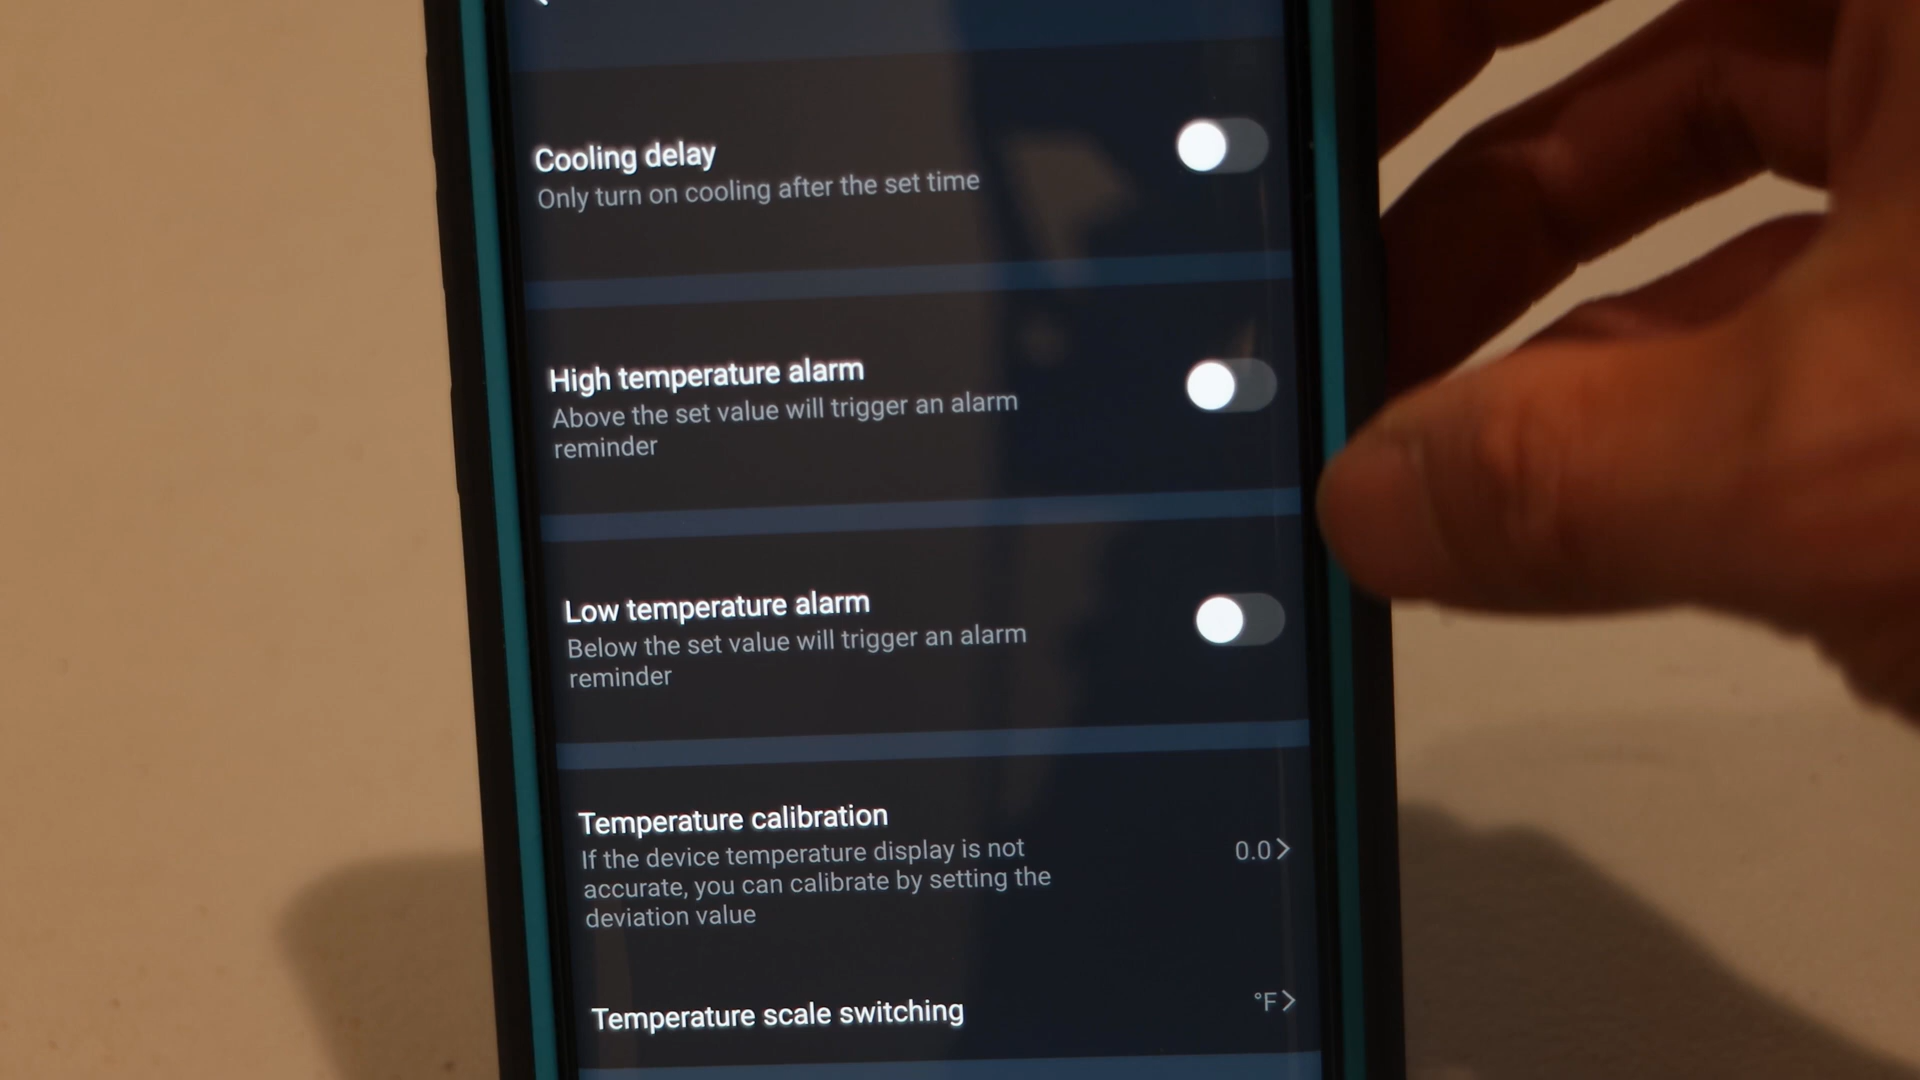 Cooling delay
Only turn on cooling after the set time
High temperature alarm
Above the set value will trigger an alarm
reminder
Low temperature alarm
Below the set value will trigger an alarm
reminder
Temperature calibration
If the device temperature display is not
accurate, you can calibrate by setting the
deviation value
0.0
Temperature scale switching
°F